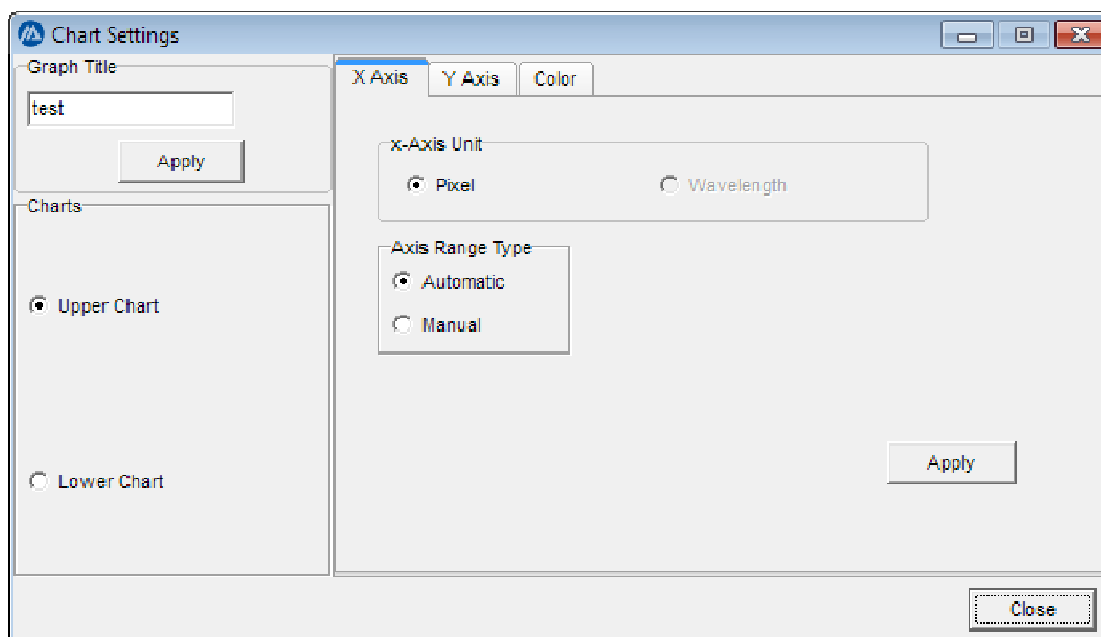 Chart Settings
Graph Title
test
Apply
Charts
Upper Chart
Lower Chart
X Axis
Y Axis
Color
x-Axis Unit
Pixel
Wavelength
Axis Range Type
Automatic
Manual
Apply
Close